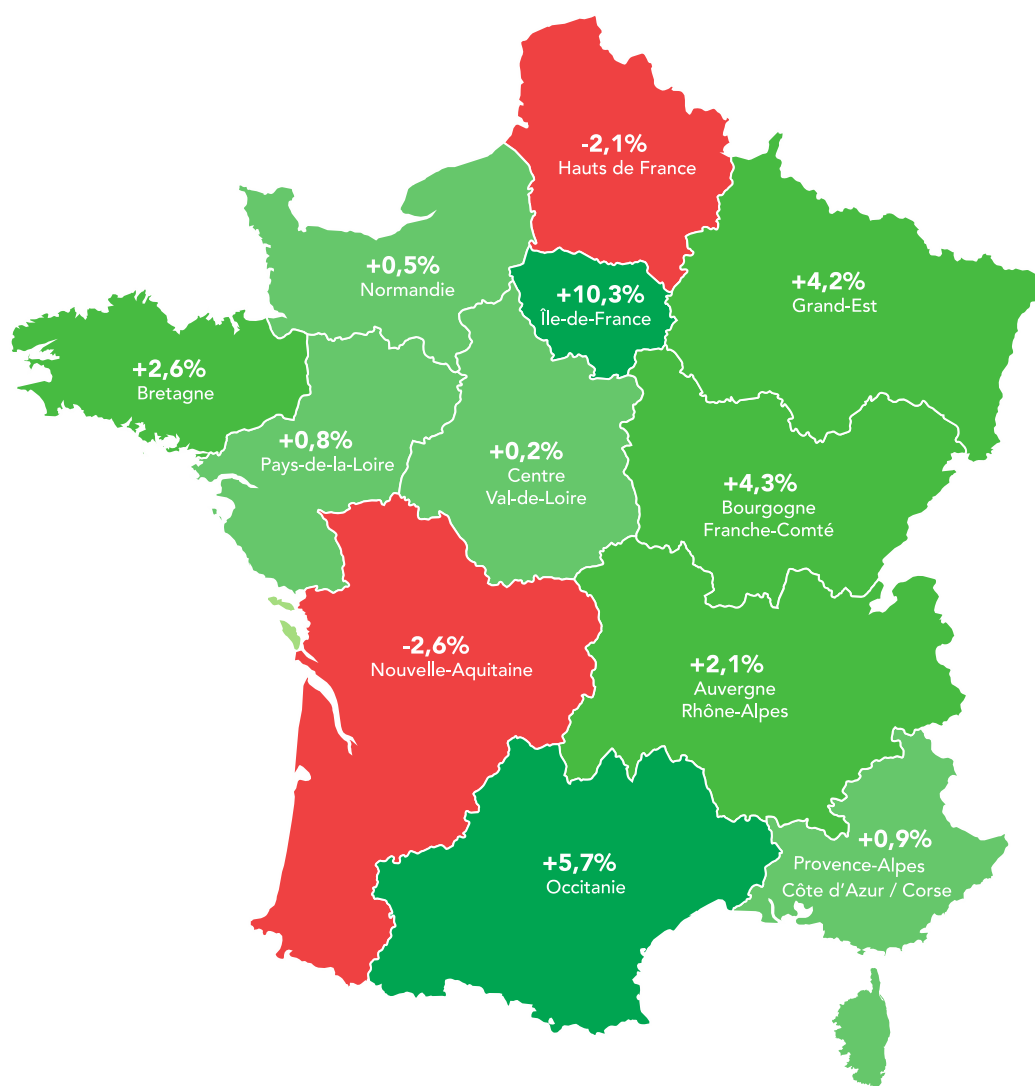 -2,1%
Hauts de France
+0,5%
Normandie
+10,3%
Île-de-France
+4,2%
Grand-Est
+2,6%
Bretagne
+0,8%
Pays-de-la-Loire
+0,2%
Centre
Val-de-Loire
+4,3%
Bourgogne
Franche-Comté
-2,6%
Nouvelle-Aquitaine
+2,1%
Auvergne
Rhône-Alpes
+0,9%
Provence-Alpes
Côte d'Azur / Corse
+5,7%
Occitanie